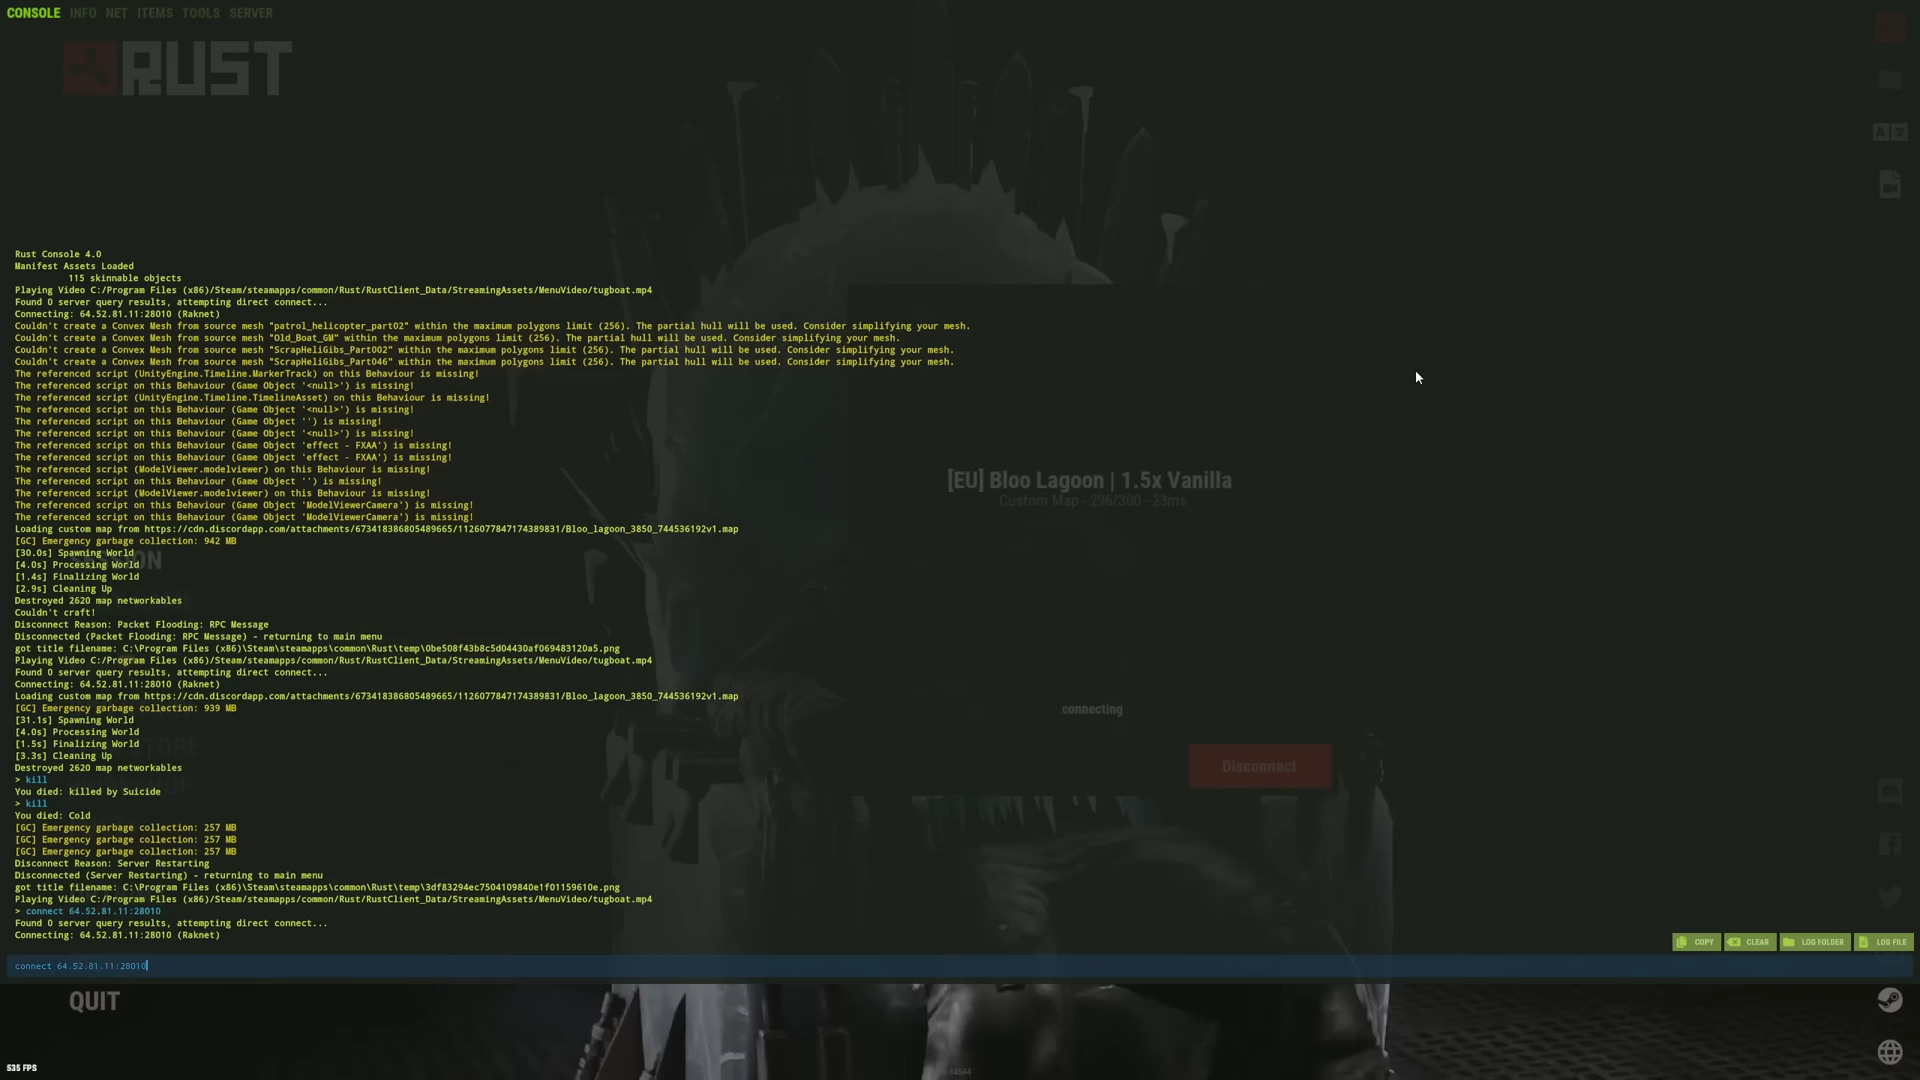 CONSOLE INFO NET ITEMS TOOLS SERVER
RUST
Rust Console 4.0
Manifest Assets Loaded
115 skinnable objects
Playing Video C:/Program Files (x86)/Steam/steamapps/common/Rust/RustClient_Data/StreamingAssets/MenuVideo/tugboat.mp4
Found 0 server query results, attempting direct connect...
Connecting: 64.52.81.11:28010 (Raknet)
Couldn't create a Convex Mesh from source mesh "patrol_helicopter_part02" within the maximum polygons limit (256). The partial hull will be used. Consider simplifying your mesh.
Couldn't create a Convex Mesh from source mesh "Old_Boat_GM" within the maximum polygons limit (256). The partial hull will be used. Consider simplifying your mesh.
Couldn't create a Convex Mesh from source mesh "ScrapHeliGibs_Part002" within the maximum polygons limit (256). The partial hull will be used. Consider simplifying your mesh.
Couldn't create a Convex Mesh from source mesh "ScrapHeliGibs_Part046" within the maximum polygons limit (256). The partial hull will be used. Consider simplifying your mesh.
The referenced script (UnityEngine.Timeline.MarkerTrack) on this Behaviour is missing!
The referenced script on this Behaviour (Game Object '<null>') is missing!
The referenced script (UnityEngine.Timeline.TimelineAsset) on this Behaviour is missing!
The referenced script on this Behaviour (Game Object '<null>') is missing!
The referenced script on this Behaviour (Game Object '') is missing!
The referenced script on this Behaviour (Game Object '<null>') is missing!
The referenced script on this Behaviour (Game Object 'effect - FXAA') is missing!
The referenced script on this Behaviour (Game Object 'effect - FXAA') is missing!
The referenced script (ModelViewer.modelviewer) on this Behaviour is missing!
The referenced script on this Behaviour (Game Object '') is missing!
The referenced script (ModelViewer.modelviewer) on this Behaviour is missing!
The referenced script on this Behaviour (Game Object 'ModelViewerCamera') is missing!
The referenced script on this Behaviour (Game Object 'ModelViewerCamera') is missing!
Loading custom map from https://cdn.discordapp.com/attachments/673418386805489665/1126077847174389831/Bloo_lagoon_3850_744536192v1.map
[GC] Emergency garbage collection: 942 MB
[30.0s] Spawning World
[4.0s] Processing World
[1.4s] Finalizing World
[2.9s] Cleaning Up
Destroyed 2620 map networkables
Couldn't craft!
Disconnect Reason: Packet Flooding: RPC Message
Disconnected (Packet Flooding: RPC Message) - returning to main menu
got title filename: C:\Program Files (x86)\Steam\steamapps\common\Rust\temp\0be508f43b8c5d04430af069483120a5.png
Playing Video C:/Program Files (x86)/Steam/steamapps/common/Rust/RustClient_Data/StreamingAssets/MenuVideo/tugboat.mp4
Found 0 server query results, attempting direct connect...
Connecting: 64.52.81.11:28010 (Raknet)
Loading custom map from https://cdn.discordapp.com/attachments/673418386805489665/1126077847174389831/Bloo_lagoon_3850_744536192v1.map
[GC] Emergency garbage collection: 939 MB
[31.1s] Spawning World
[4.0s] Processing World
[1.5s] Finalizing World
[3.3s] Cleaning Up
Destroyed 2620 map networkables
> kill
You died: killed by Suicide
> kill
You died: Cold
[GC] Emergency garbage collection: 257 MB
[GC] Emergency garbage collection: 257 MB
[GC] Emergency garbage collection: 257 MB
Disconnect Reason: Server Restarting
Disconnected (Server Restarting) - returning to main menu
got title filename: C:\Program Files (x86)\Steam\steamapps\common\Rust\temp\3df83294ec7504109840e1f01159610e.png
Playing Video C:/Program Files (x86)/Steam/steamapps/common/Rust/RustClient_Data/StreamingAssets/MenuVideo/tugboat.mp4
> connect 64.52.81.11:28010
Found 0 server query results, attempting direct connect...
Connecting: 64.52.81.11:28010 (Raknet)
[EU] Bloo Lagoon | 1.5x Vanilla
Custom Map - 296/300 - 23ms
connecting
Disconnect
COPY CLEAR LOG FOLDER LOG FILE
connect 64.52.81.11:28010
QUIT
535 FPS